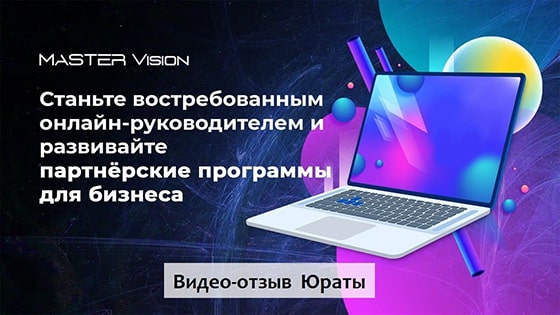 MASTER VISION
Станьте востребованным
онлайн-руководителем и
развивайте
партнёрские программы
для бизнеса
Видео-отзыв Юраты